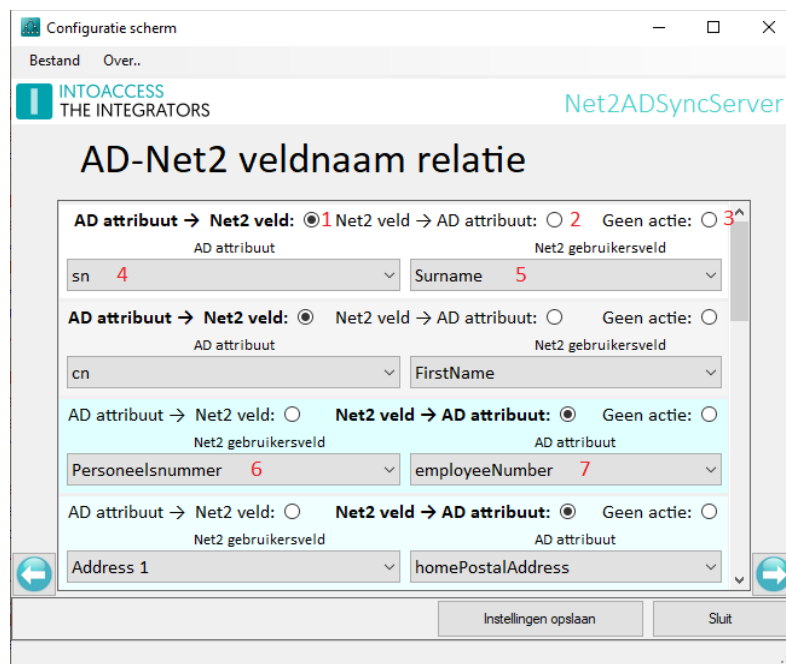 Configuratie scherm
Bestand Over..
INTOACCESS
THE INTEGRATORS
Net2ADSyncServer
AD-Net2 veldnaam relatie
AD attribuut → Net2 veld: 1 Net2 veld → AD attribuut: 2 Geen actie: 3
AD attribuut Net2 gebruikersveld
sn 4 Surname 5
AD attribuut → Net2 veld: Net2 veld → AD attribuut: Geen actie:
AD attribuut Net2 gebruikersveld
cn FirstName
AD attribuut → Net2 veld: Net2 veld → AD attribuut: Geen actie:
Net2 gebruikersveld AD attribuut
Personeelsnummer 6 employeeNumber 7
AD attribuut → Net2 veld: Net2 veld → AD attribuut: Geen actie:
Net2 gebruikersveld AD attribuut
Address 1 homePostalAddress
Instellingen opslaan Sluit